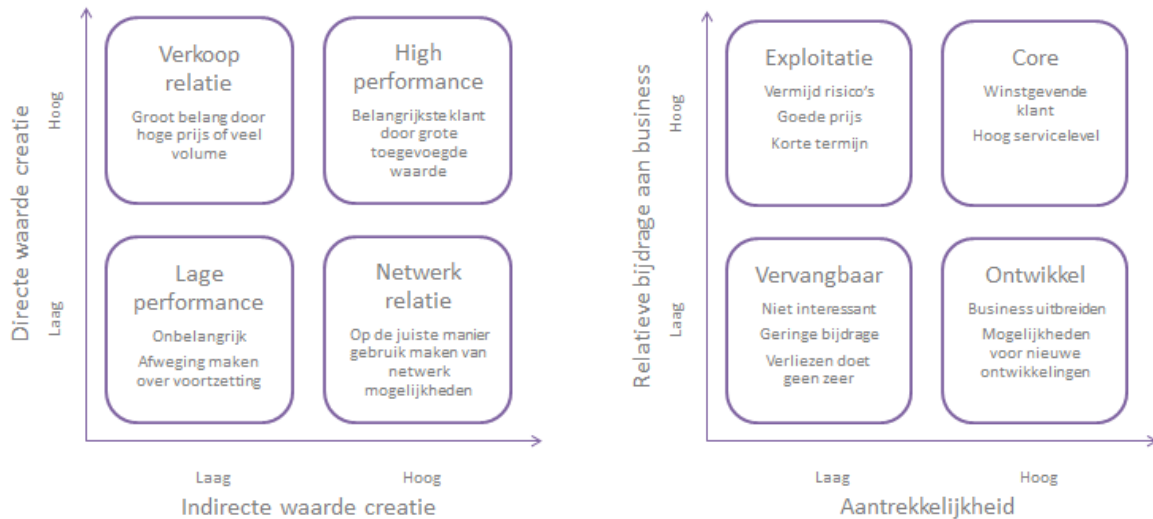 Directe waarde creatie
Hoog
Laag
Verkoop
relatie
Groot belang door
hoge prijs of veel
volume
High
performance
Belangrijkste klant
door grote
toegevoegde
waarde
Lage
performance
Onbelangrijk
Afweging maken
over voortzetting
Netwerk
relatie
Op de juiste manier
gebruik maken van
netwerk
mogelijkheden
Laag
Hoog
Indirecte waarde creatie
Relatieve bijdrage aan business
Hoog
Laag
Exploitatie
Vermijd risico's
Goede prijs
Korte termijn
Core
Winstgevende
klant
Hoog servicelevel
Vervangbaar
Niet interessant
Geringe bijdrage
Verliezen doet
geen zeer
Ontwikkel
Business uitbreiden
Mogelijkheden
voor nieuwe
ontwikkelingen
Laag
Hoog
Aantrekkelijkheid